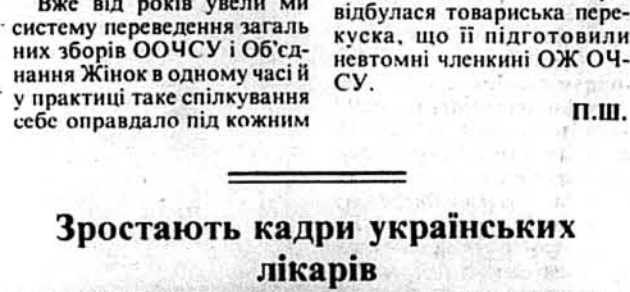 Вже від років увели ми
систему переведення загаль
них зборів ООЧСУ і Об'єд-
нання Жінок в одному часі й
у практиці таке спілкування
себе оправдало під кожним
відбулася товариська пере-
куска, що її підготовили
невтомні членкині ОЖ ОЧ-
СУ.
П.Ш.
Зростають кадри українських
лікарів